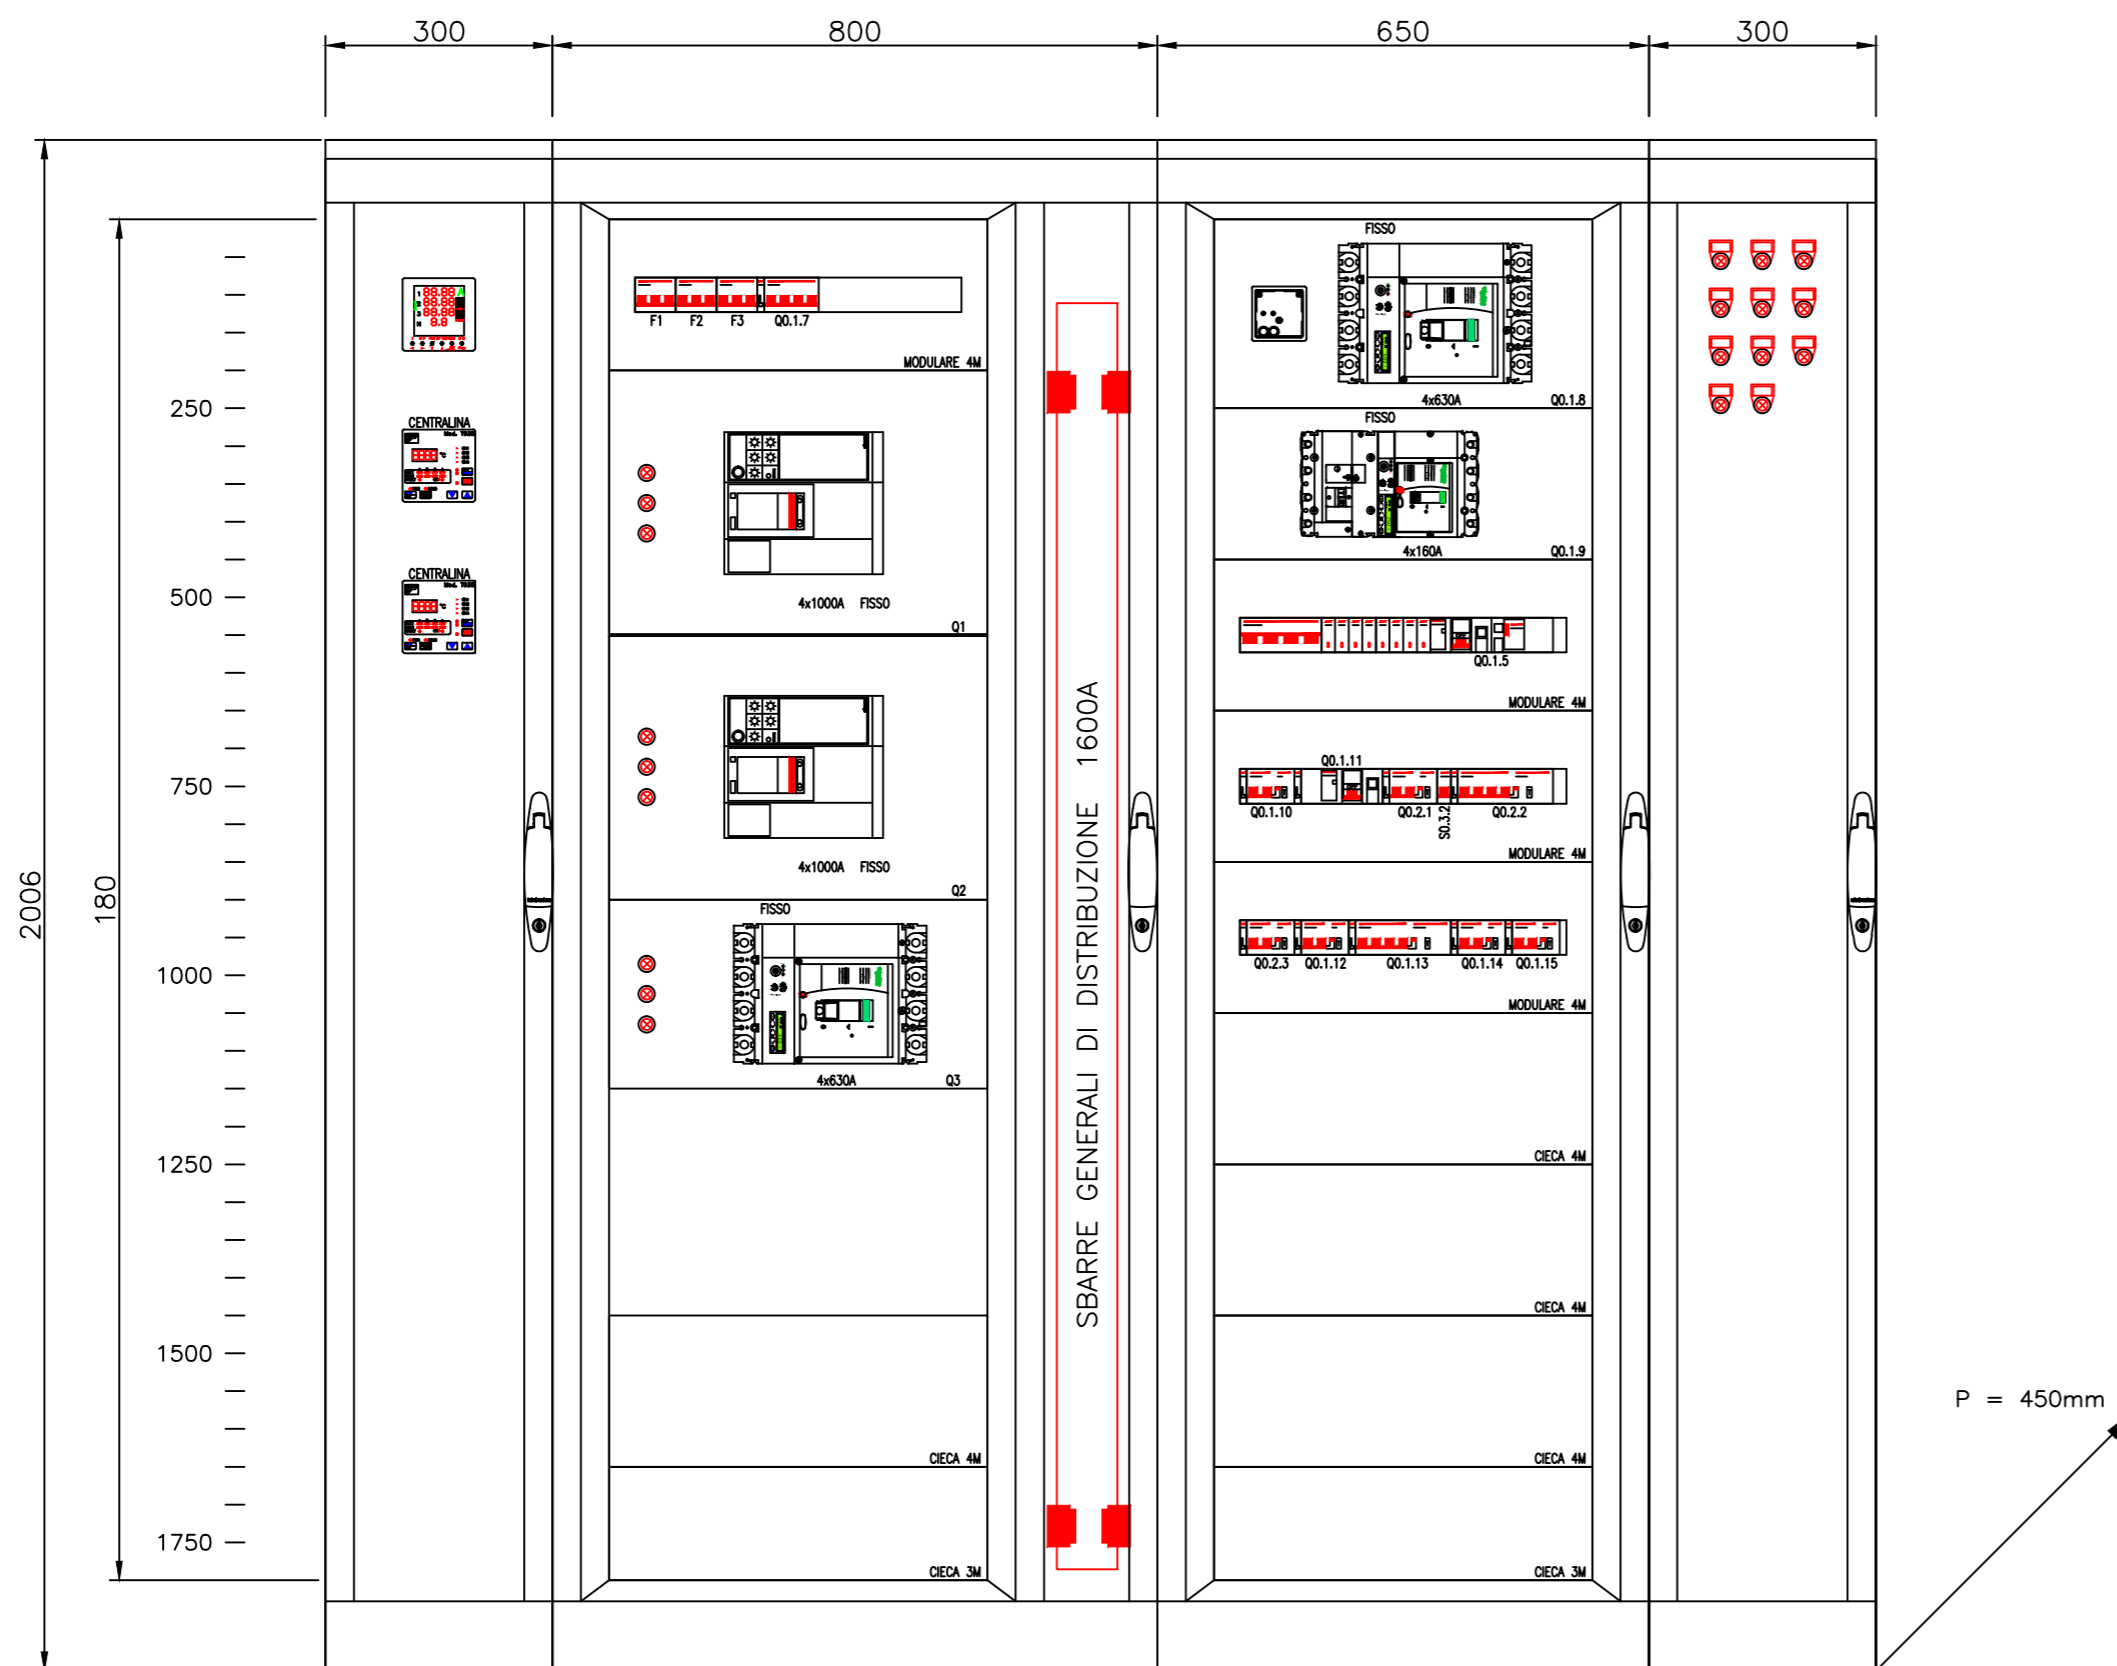 300 800 650 300
2006
180
250
500
750
1000
1250
1500
1750
CENTRALINA
CENTRALINA
F1 F2 F3 Q0.1.7
MODULARE 4M
4x1000A FISSO
Q1
4x1000A FISSO
Q2
FISSO
4x630A Q3
CIECA 4M
CIECA 3M
SBARRE GENERALI DI DISTRIBUZIONE 1600A
FISSO
4x630A Q0.1.8
FISSO
4x160A Q0.1.9
Q0.1.5
MODULARE 4M
Q0.1.11
Q0.1.10 Q0.2.1 S0.3.2 Q0.2.2
MODULARE 4M
Q0.2.3 Q0.1.12 Q0.1.13 Q0.1.14 Q0.1.15
MODULARE 4M
CIECA 4M
CIECA 4M
CIECA 4M
CIECA 3M
P = 450mm